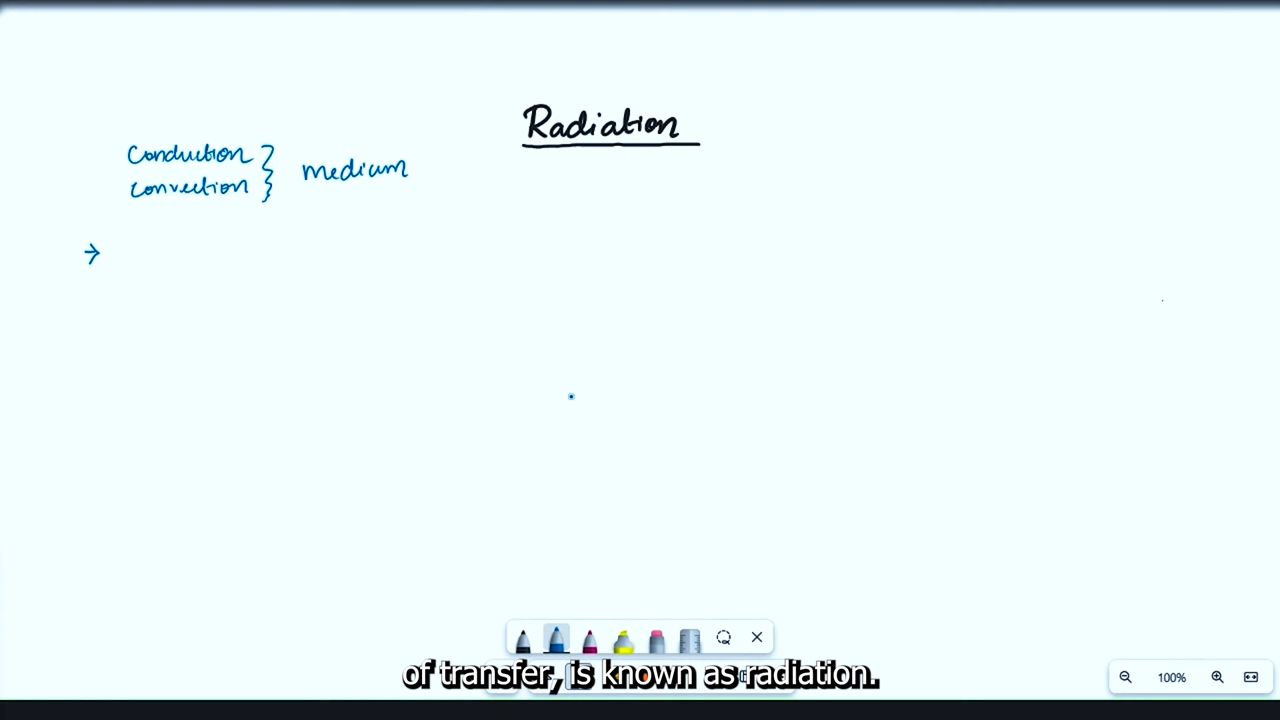 Radiation
Conduction
Convection
} medium
→
of transfer, is known as radiation.
100%